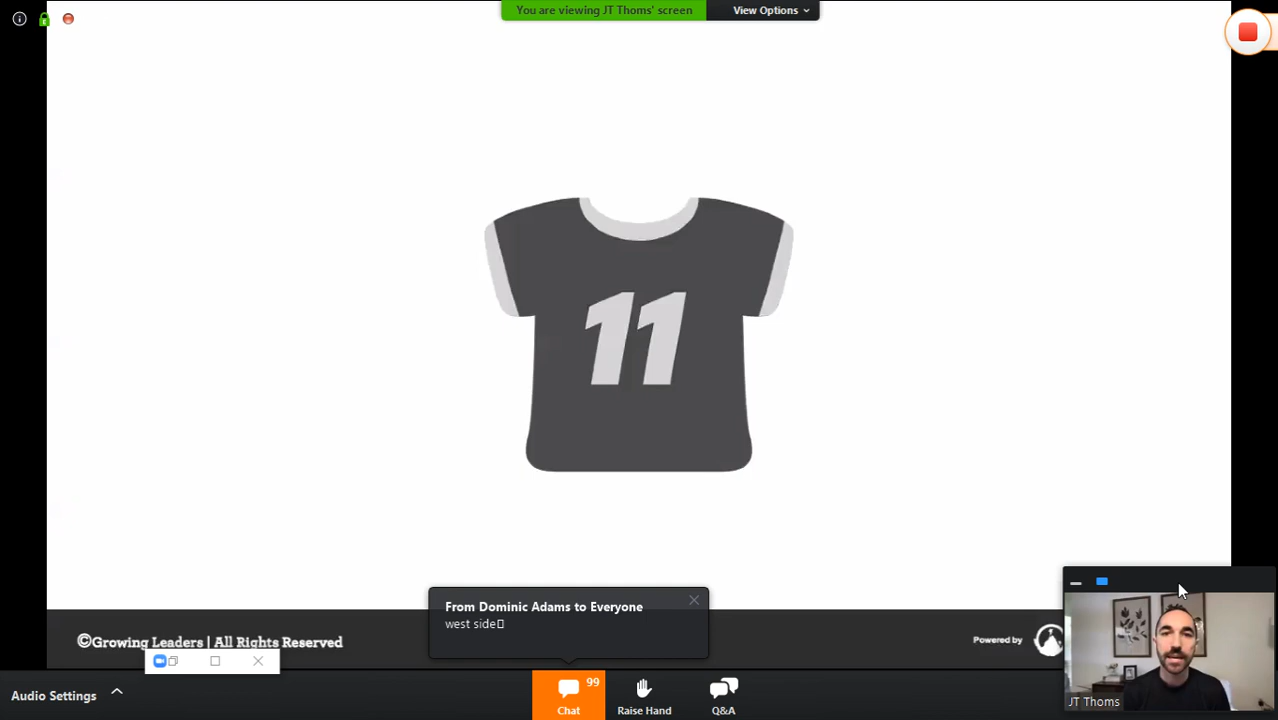 You are viewing JT Thoms' screen
View Options
11
From Dominic Adams to Everyone
west side
©Growing Leaders | All Rights Reserved
Powered by
JT Thoms
Audio Settings
99
Chat
Raise Hand
Q&A